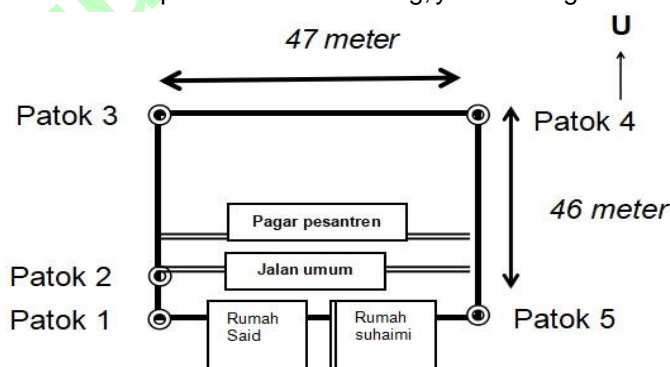 47 meter
U
Patok 3
Patok 4
46 meter
Pagar pesantren
Jalan umum
Patok 2
Patok 1
Rumah
Said
Rumah
suhaimi
Patok 5